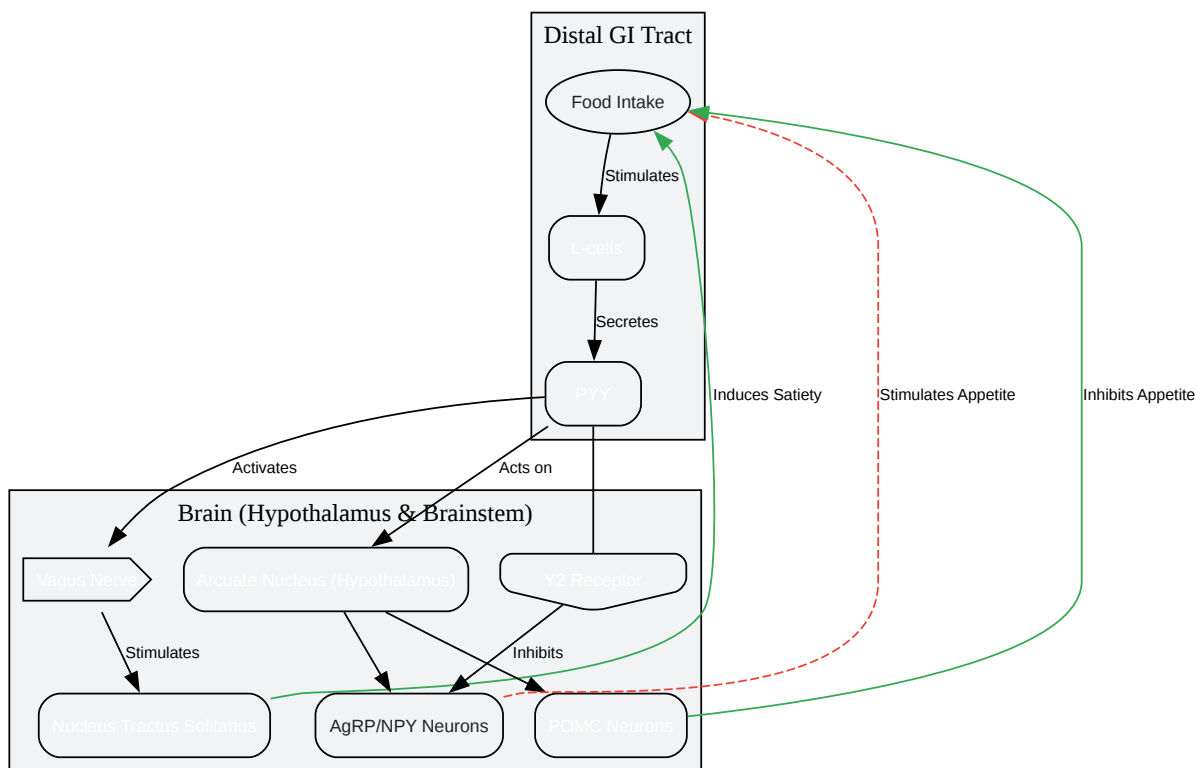 Distal GI Tract
Food Intake
Stimulates
L-cells
Secretes
PYY
Induces Satiety
Stimulates Appetite
Inhibits Appetite
Activates
Acts on
Brain (Hypothalamus & Brainstem)
Vagus Nerve
Arcuate Nucleus (Hypothalamus)
Y2 Receptor
Stimulates
Inhibits
Nucleus Tractus Solitarius
AgRP/NPY Neurons
POMC Neurons